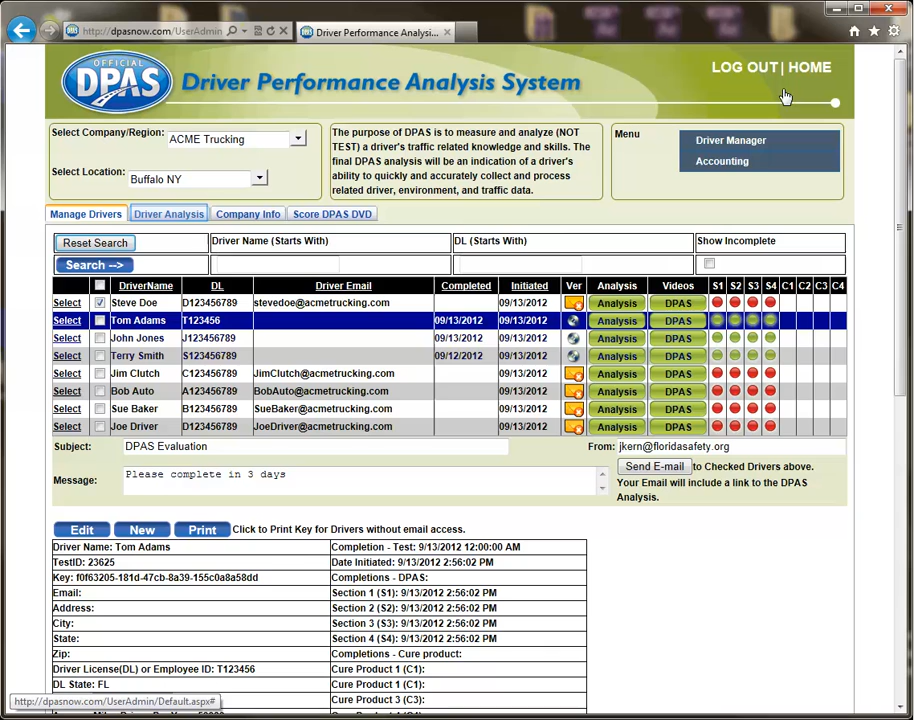 http://dpasnow.com/UserAdmin
Driver Performance Analysi...
OFFICIAL
DPAS
Driver Performance Analysis System
LOG OUT | HOME
Select Company/Region:
ACME Trucking
Select Location:
Buffalo NY
The purpose of DPAS is to measure and analyze (NOT
TEST) a driver's traffic related knowledge and skills. The
final DPAS analysis will be an indication of a driver's
ability to quickly and accurately collect and process
related driver, environment, and traffic data.
Menu
Driver Manager
Accounting
Manage Drivers Driver Analysis Company Info Score DPAS DVD
Reset Search Driver Name (Starts With) DL (Starts With) Show Incomplete
Search -->
DriverName DL Driver Email Completed Initiated Ver Analysis Videos S1 S2 S3 S4 C1 C2 C3 C4
Select Steve Doe D123456789 stevedoe@acmetrucking.com 09/13/2012 Analysis DPAS
Select Tom Adams T123456 09/13/2012 09/13/2012 Analysis DPAS
Select John Jones J123456789 09/13/2012 09/13/2012 Analysis DPAS
Select Terry Smith S123456789 09/12/2012 09/13/2012 Analysis DPAS
Select Jim Clutch C123456789 JimClutch@acmetrucking.com 09/13/2012 Analysis DPAS
Select Bob Auto A123456789 BobAuto@acmetrucking.com 09/13/2012 Analysis DPAS
Select Sue Baker B123456789 SueBaker@acmetrucking.com 09/13/2012 Analysis DPAS
Select Joe Driver D123456789 JoeDriver@acmetrucking.com 09/13/2012 Analysis DPAS
Subject: DPAS Evaluation From: jkern@floridasafety.org
Message: Please complete in 3 days
Send E-mail to Checked Drivers above.
Your Email will include a link to the DPAS
Analysis.
Edit New Print Click to Print Key for Drivers without email access.
Driver Name: Tom Adams Completion - Test: 9/13/2012 12:00:00 AM
TestID: 23625 Date Initiated: 9/13/2012 2:56:02 PM
Key: f0f63205-181d-47cb-8a39-155c0a8a58dd Completions - DPAS:
Email: Section 1 (S1): 9/13/2012 2:56:02 PM
Address: Section 2 (S2): 9/13/2012 2:56:02 PM
City: Section 3 (S3): 9/13/2012 2:56:02 PM
State: Section 4 (S4): 9/13/2012 2:56:02 PM
Zip: Completions - Cure product:
Driver License(DL) or Employee ID: T123456 Cure Product 1 (C1):
DL State: FL Cure Product 1 (C1):
Cure Product 3 (C3):
http://dpasnow.com/UserAdmin/Default.aspx#